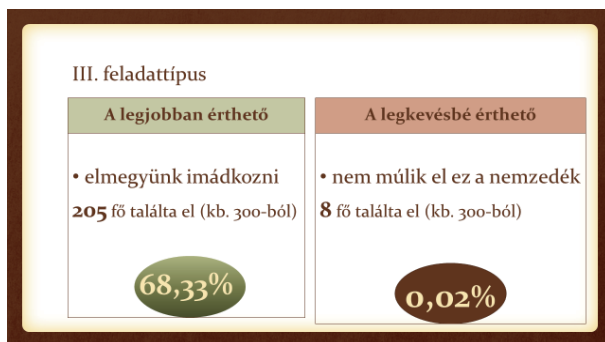 III. feladattípus
A legjobban érthető
• elmegyünk imádkozni
205 fő találta el (kb. 300-ból)
68,33%
A legkevésbé érthető
• nem múlik el ez a nemzedék
8 fő találta el (kb. 300-ból)
0,02%